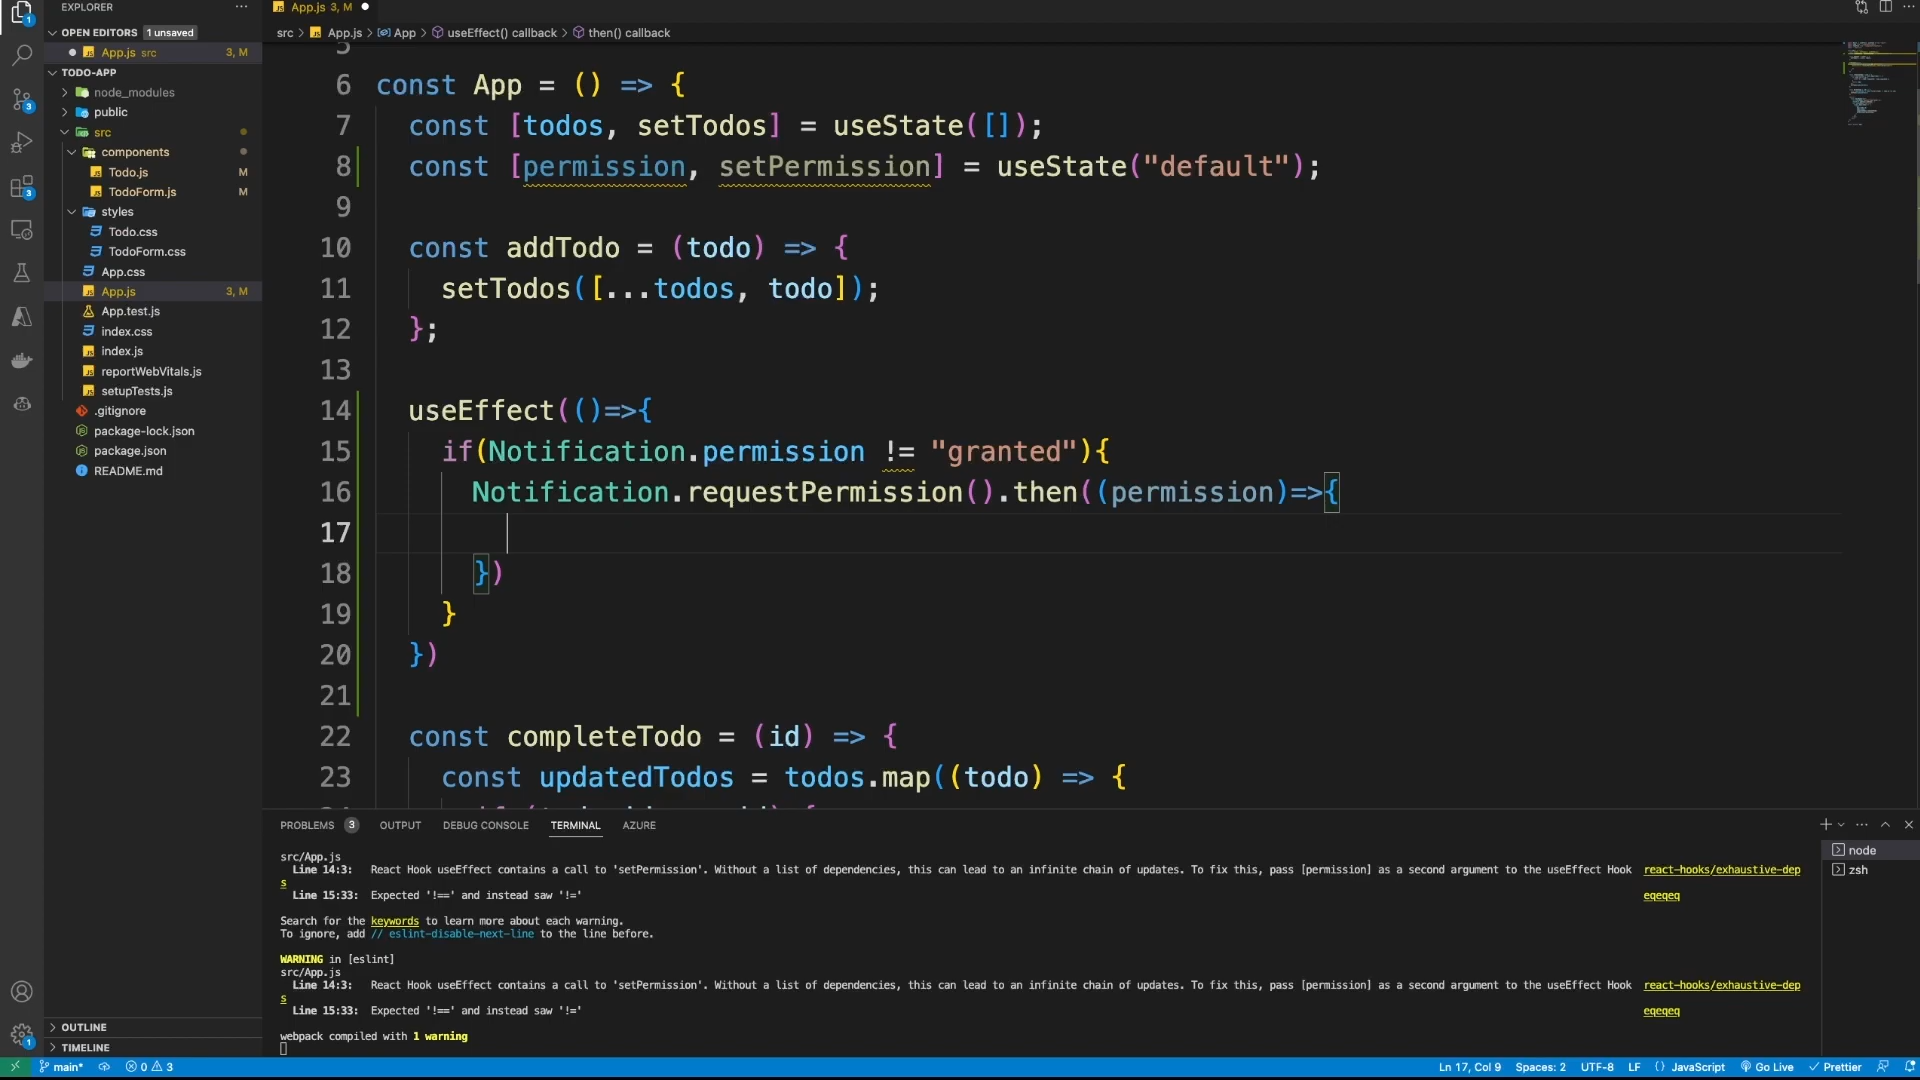 EXPLORER
OPEN EDITORS 1 unsaved
App.js src 3, M
TODO-APP
node_modules
public
src
components
Todo.js M
TodoForm.js M
styles
Todo.css
TodoForm.css
App.css
App.js 3, M
App.test.js
index.css
index.js
reportWebVitals.js
setupTests.js
.gitignore
package-lock.json
package.json
README.md
OUTLINE
TIMELINE
1
3
3
1
App.js 3, M
src > App.js > App > useEffect() callback > then() callback
5
6 const App = () => {
7 const [todos, setTodos] = useState([]);
8 const [permission, setPermission] = useState("default");
9
10 const addTodo = (todo) => {
11 setTodos([...todos, todo]);
12 };
13
14 useEffect(()=>{
15 if(Notification.permission != "granted"){
16 Notification.requestPermission().then((permission)=>{
17
18 })
19 }
20 })
21
22 const completeTodo = (id) => {
23 const updatedTodos = todos.map((todo) => {
PROBLEMS 3 OUTPUT DEBUG CONSOLE TERMINAL AZURE
node
zsh
src/App.js
Line 14:3: React Hook useEffect contains a call to 'setPermission'. Without a list of dependencies, this can lead to an infinite chain of updates. To fix this, pass [permission] as a second argument to the useEffect Hook react-hooks/exhaustive-dep
s
Line 15:33: Expected '!==' and instead saw '!=' eqeqeq
Search for the keywords to learn more about each warning.
To ignore, add // eslint-disable-next-line to the line before.
WARNING in [eslint]
src/App.js
Line 14:3: React Hook useEffect contains a call to 'setPermission'. Without a list of dependencies, this can lead to an infinite chain of updates. To fix this, pass [permission] as a second argument to the useEffect Hook react-hooks/exhaustive-dep
s
Line 15:33: Expected '!==' and instead saw '!=' eqeqeq
webpack compiled with 1 warning
main* 0 3 Ln 17, Col 9 Spaces: 2 UTF-8 LF {} JavaScript Go Live Prettier